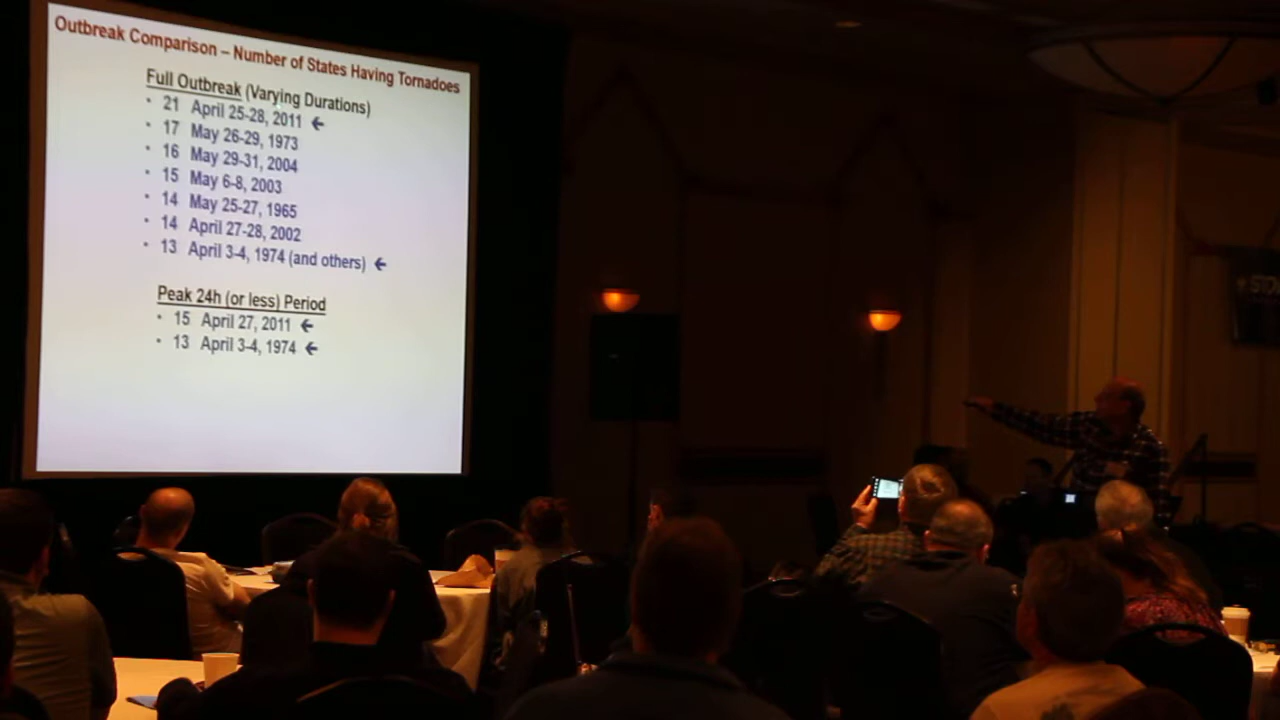 Outbreak Comparison – Number of States Having Tornadoes
Full Outbreak (Varying Durations)
• 21 April 25-28, 2011 ←
• 17 May 26-29, 1973
• 16 May 29-31, 2004
• 15 May 6-8, 2003
• 14 May 25-27, 1965
• 14 April 27-28, 2002
• 13 April 3-4, 1974 (and others) ←
Peak 24h (or less) Period
• 15 April 27, 2011 ←
• 13 April 3-4, 1974 ←